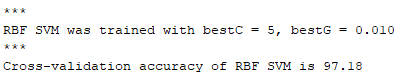 ***
RBF SVM was trained with bestC = 5, bestG = 0.010
***
Cross-validation accuracy of RBF SVM is 97.18